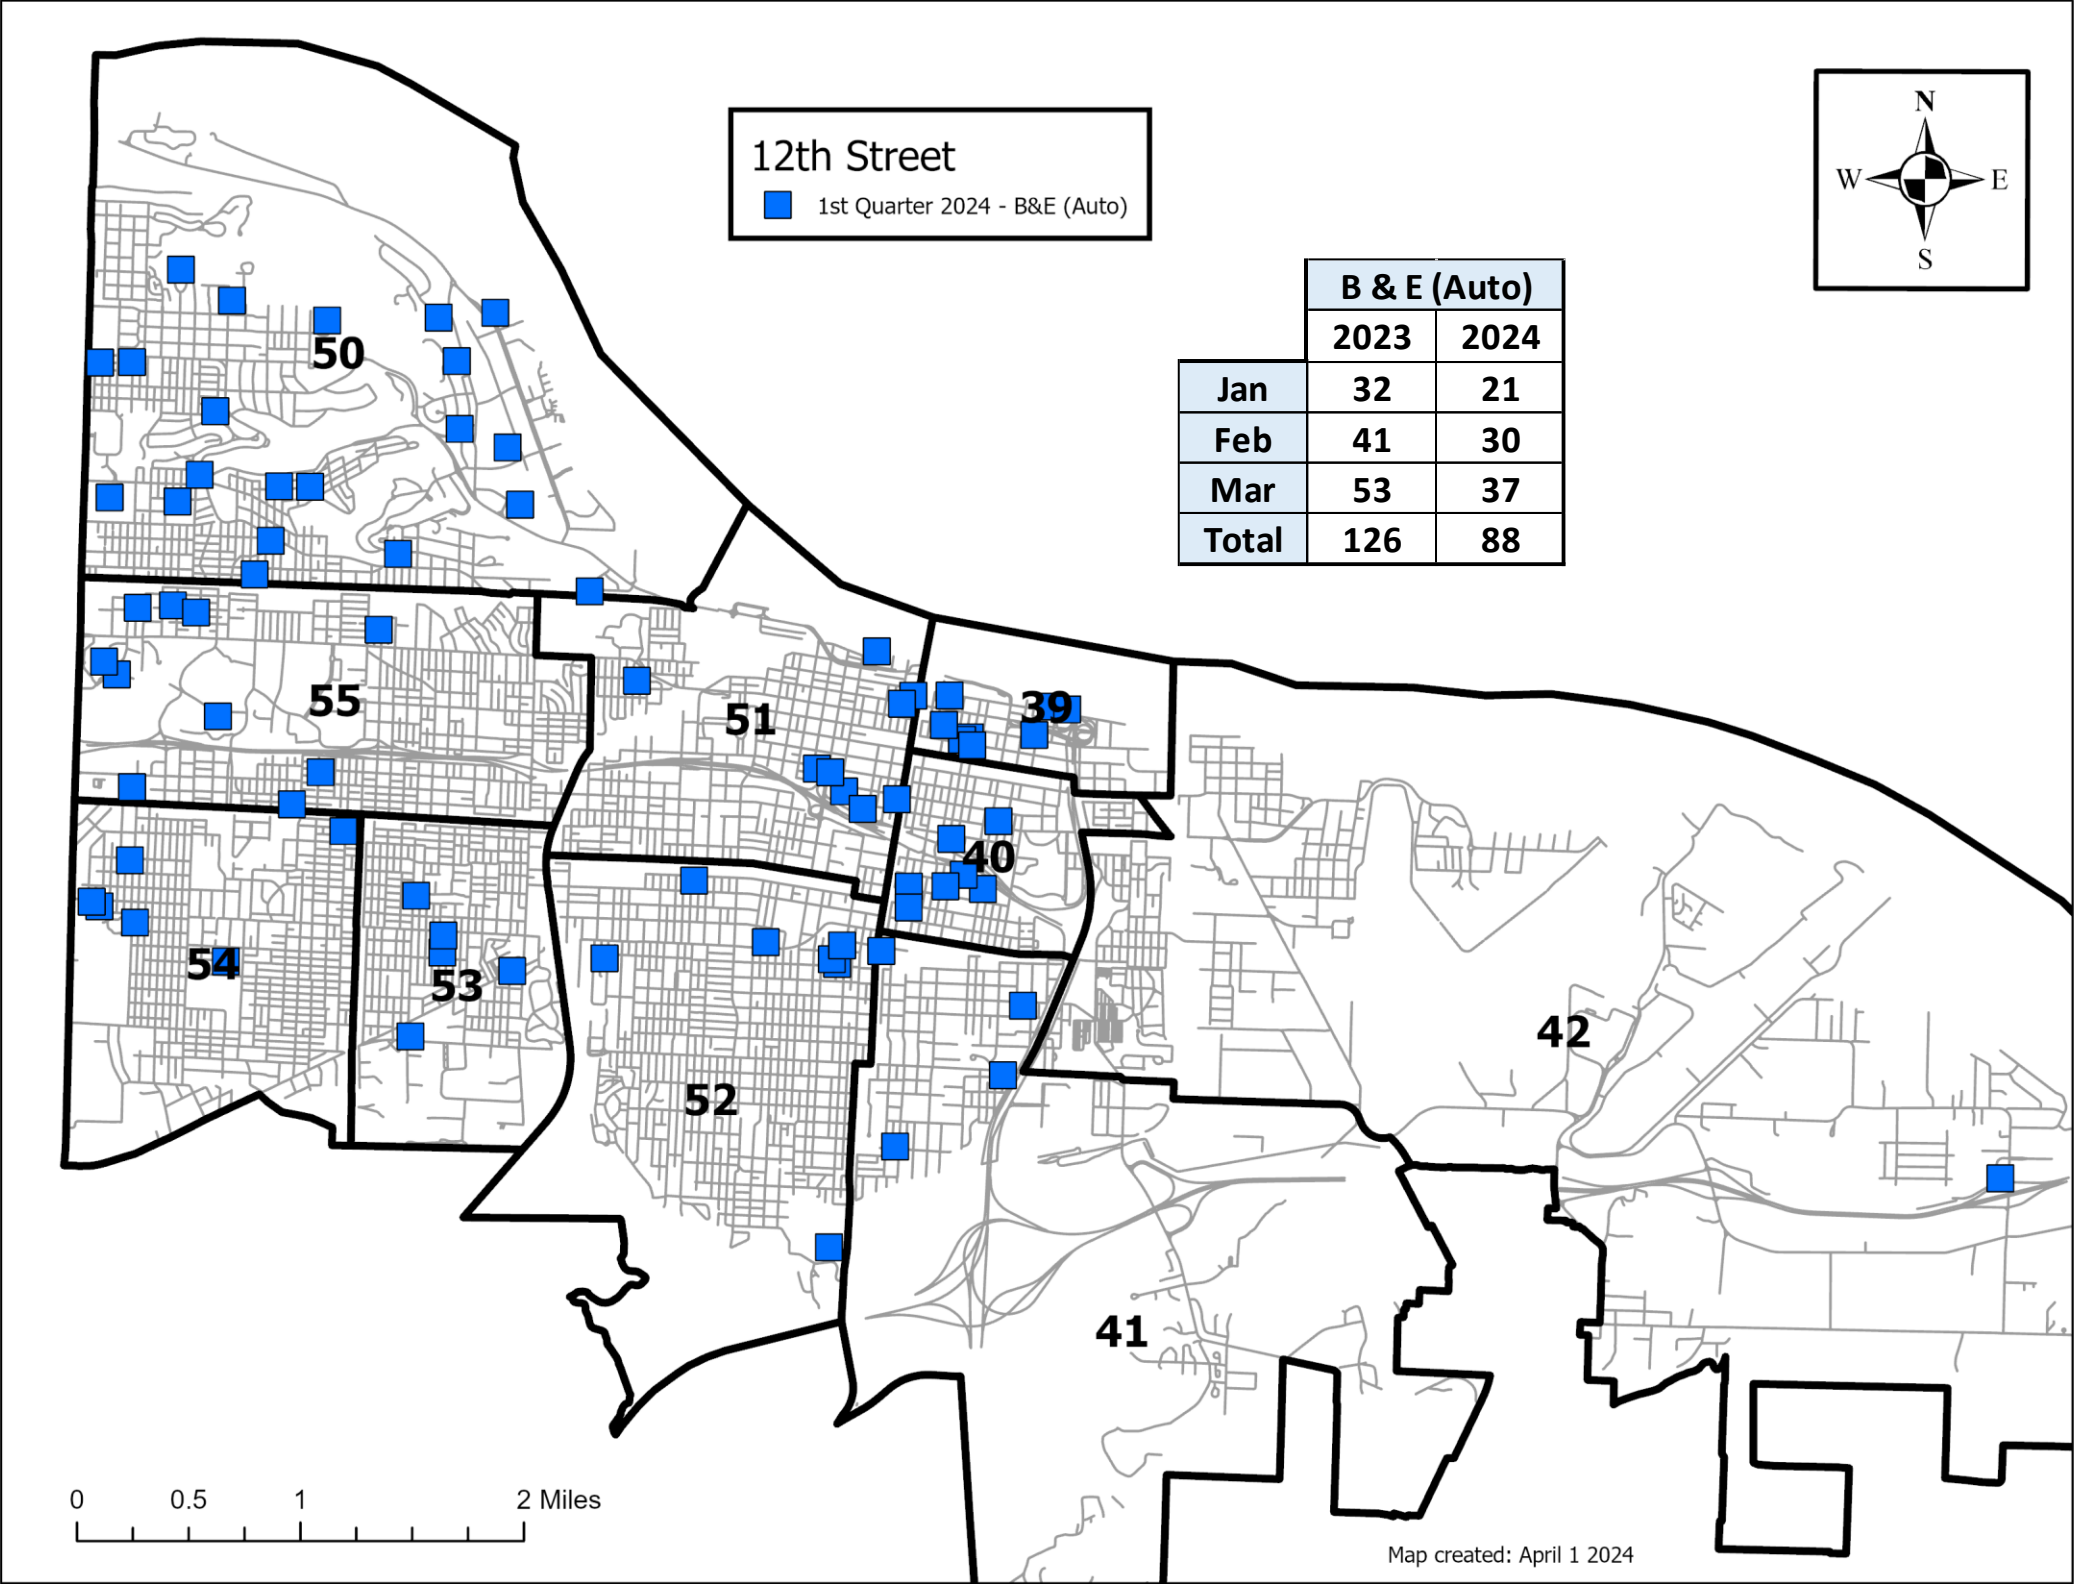 12th Street
1st Quarter 2024 - B&E (Auto)
N
W E
S
B & E (Auto)
2023 2024
Jan 32 21
Feb 41 30
Mar 53 37
Total 126 88
50
55
51
39
40
54
53
52
42
41
0 0.5 1 2 Miles
Map created: April 1 2024